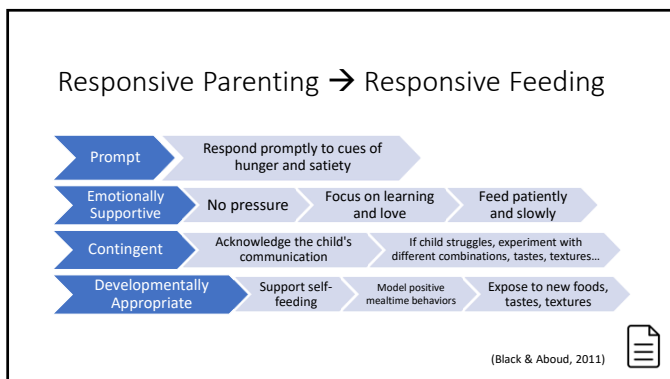 Responsive Parenting → Responsive Feeding
Prompt
Respond promptly to cues of
hunger and satiety
Emotionally
Supportive
No pressure
Focus on learning
and love
Feed patiently
and slowly
Contingent
Acknowledge the child's
communication
If child struggles, experiment with
different combinations, tastes, textures…
Developmentally
Appropriate
Support self-
feeding
Model positive
mealtime behaviors
Expose to new foods,
tastes, textures
(Black & Aboud, 2011)